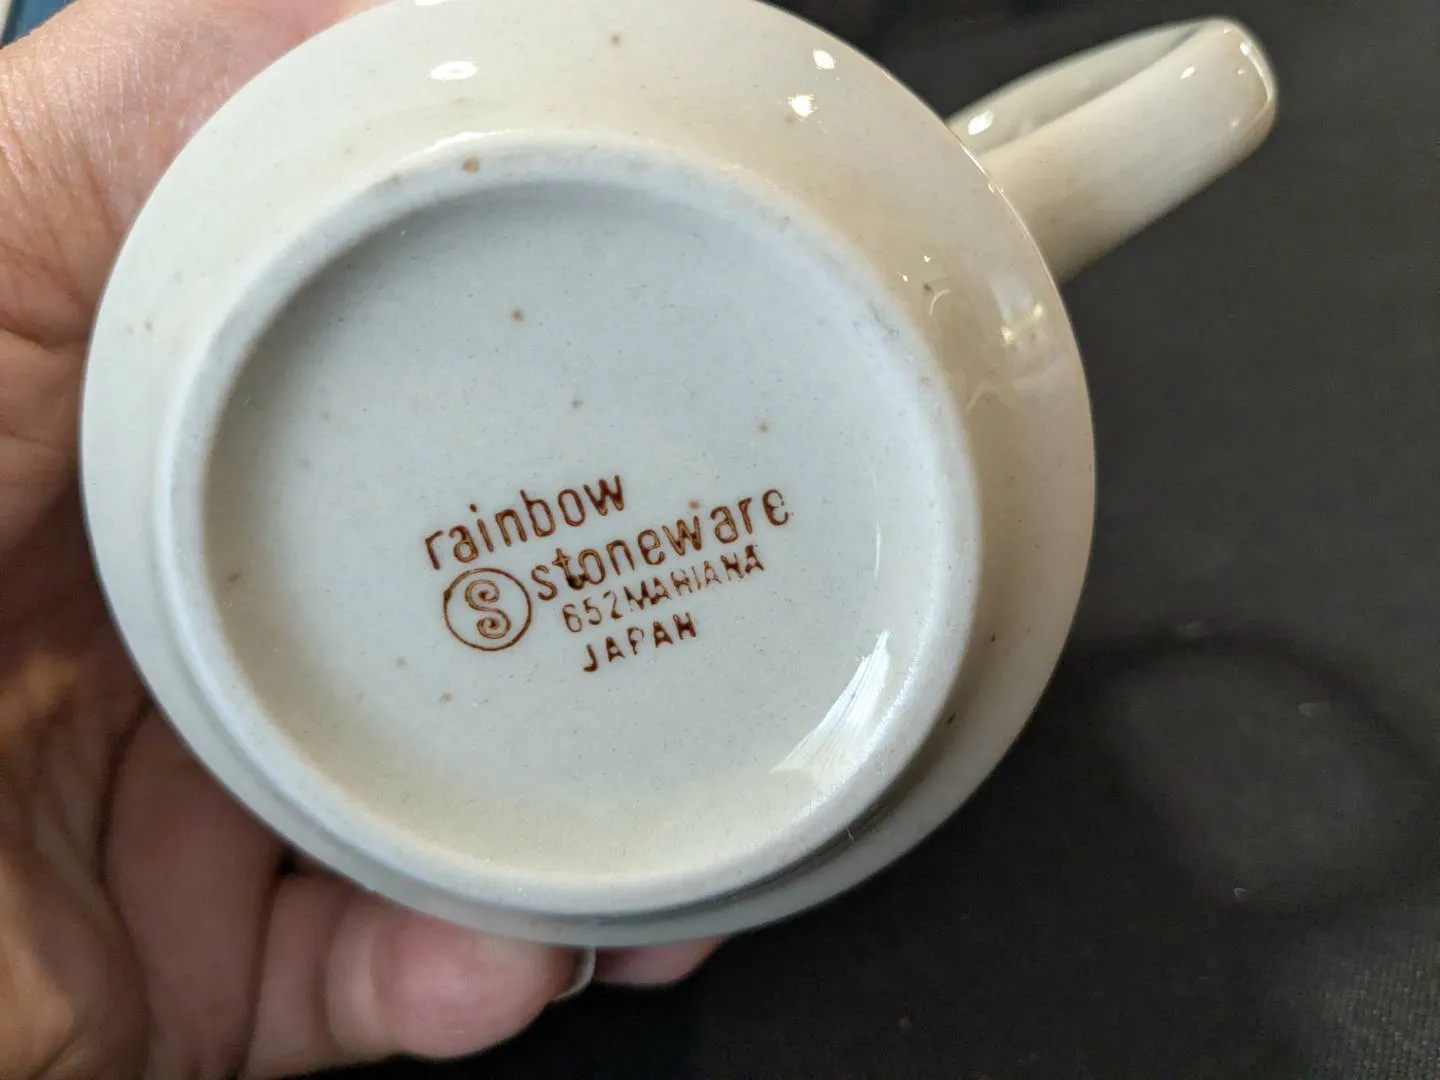 rainbow
S stoneware
652 MARIANA
JAPAN